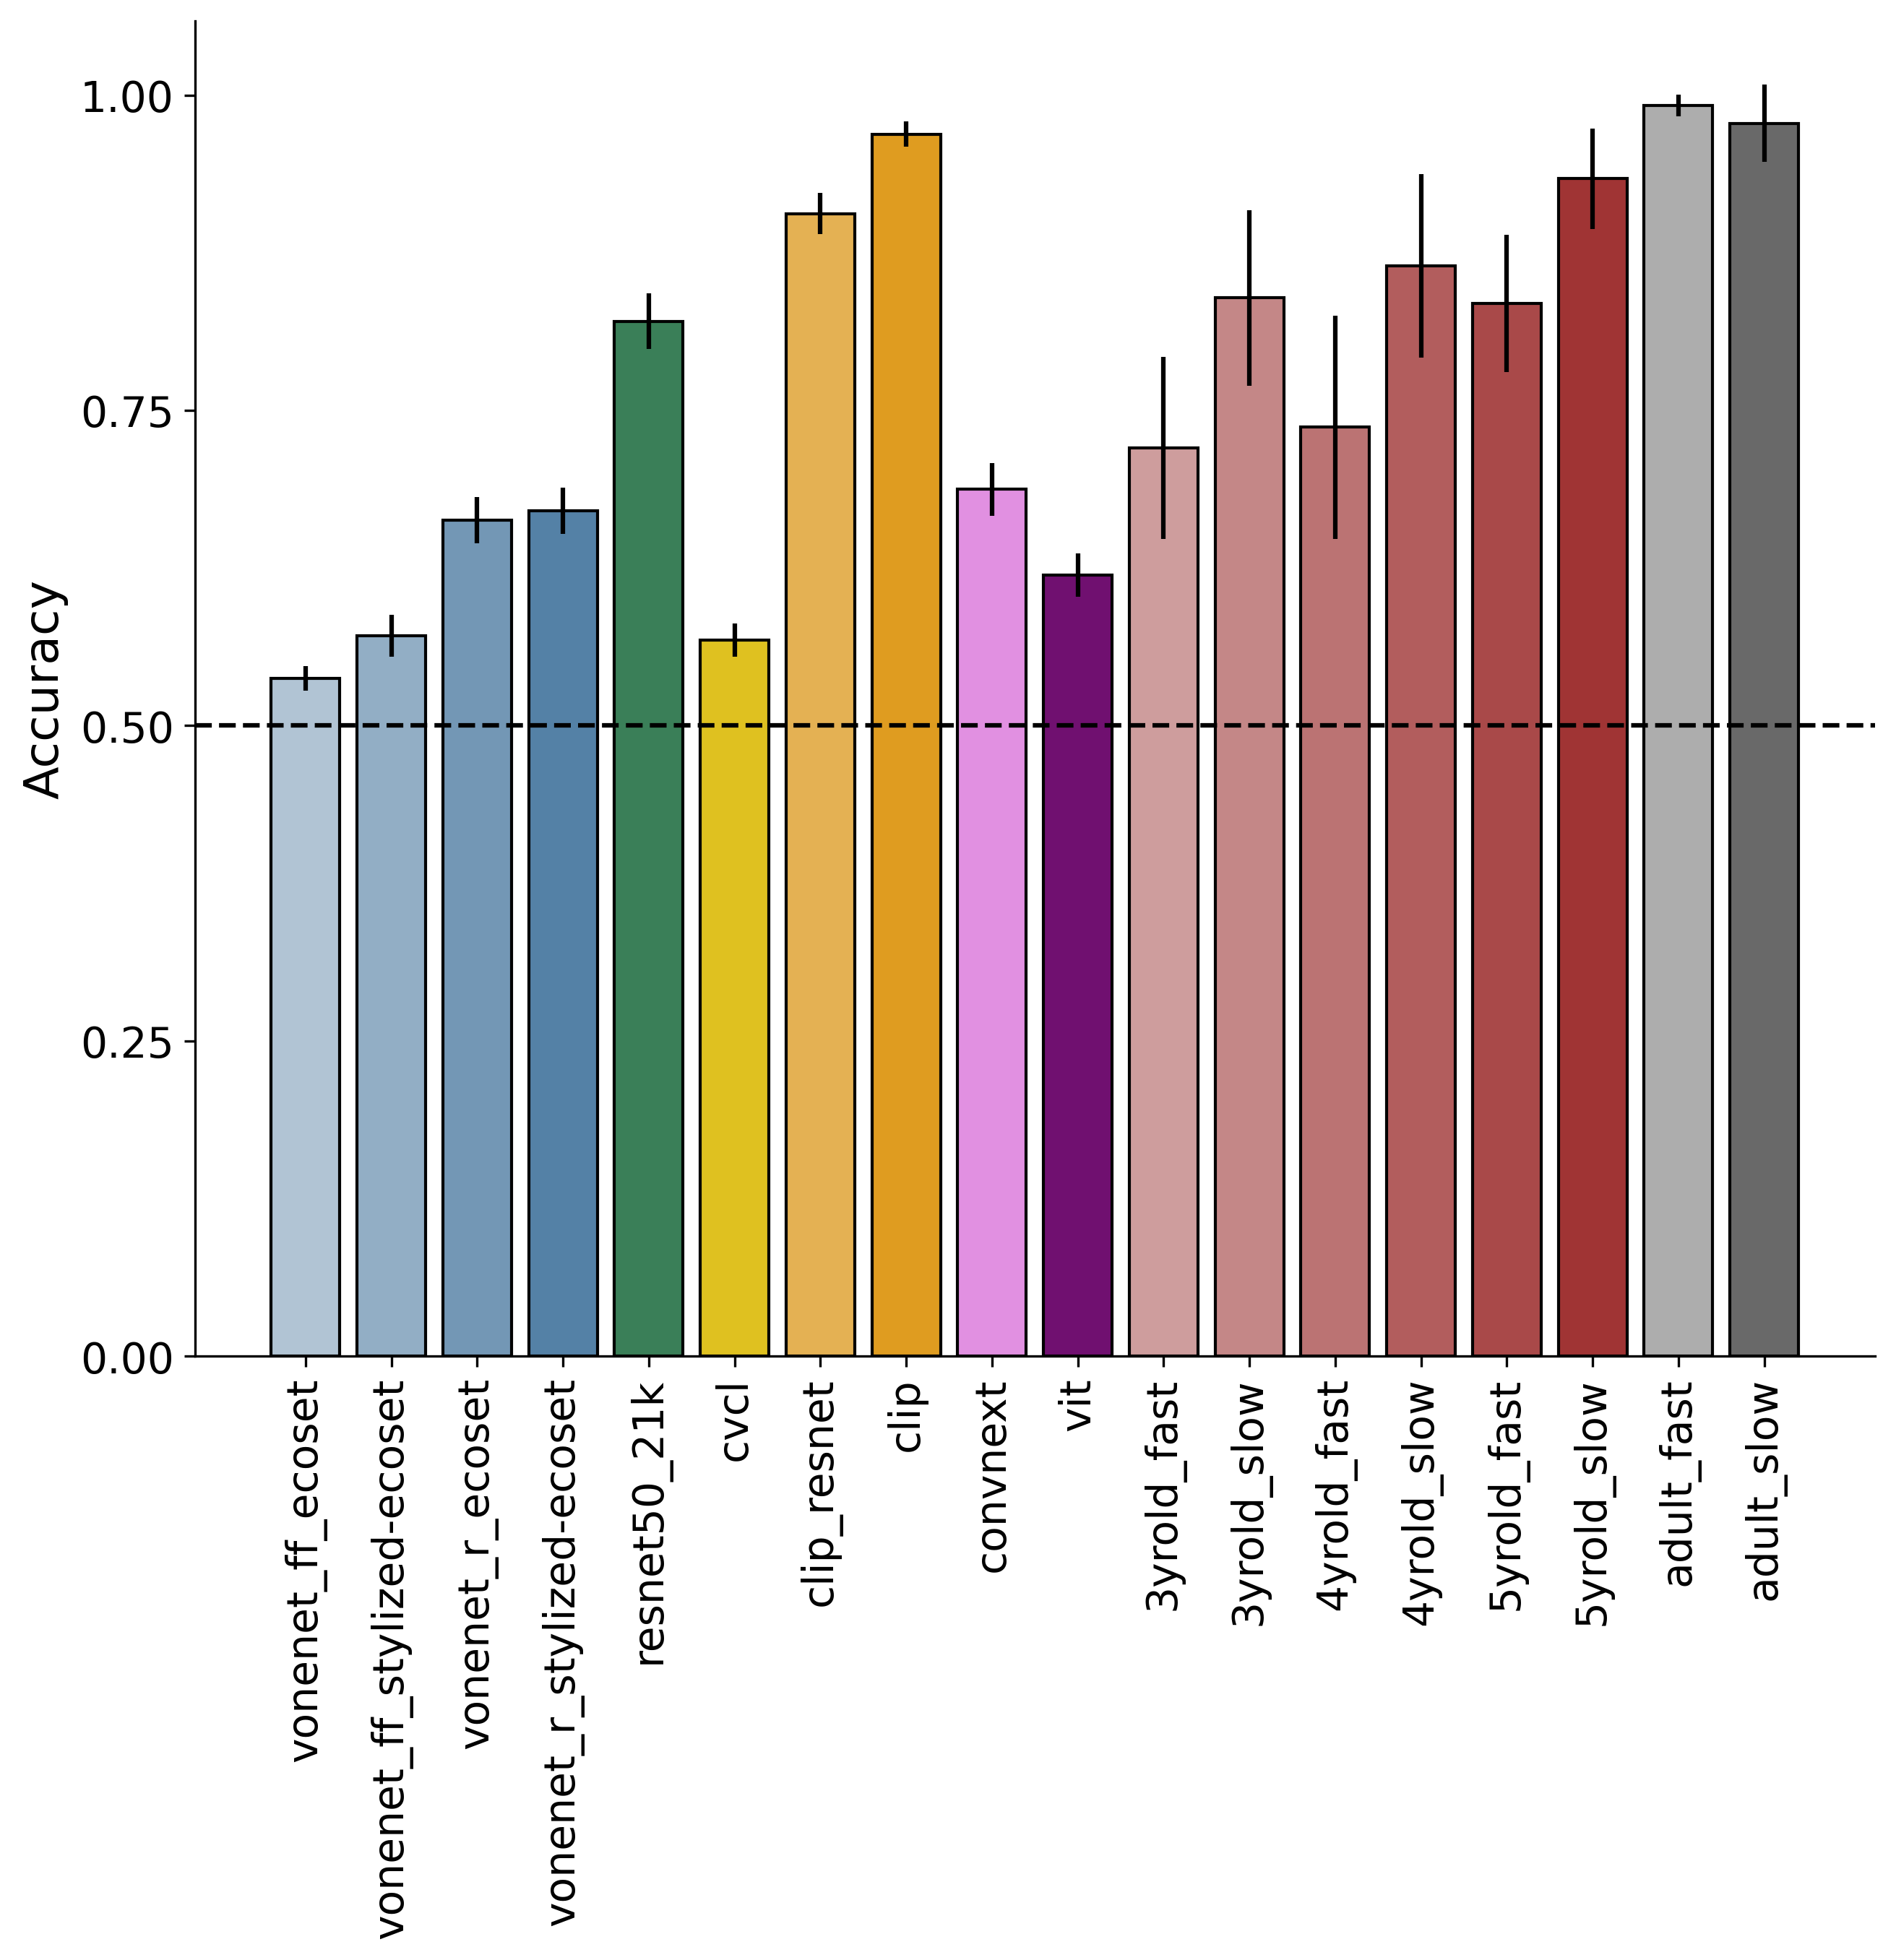 Accuracy
1.00
0.75
0.50
0.25
0.00
vonenet_ff_ecoset
vonenet_ff_stylized-ecoset
vonenet_r_ecoset
vonenet_r_stylized-ecoset
resnet50_21k
cvcl
clip_resnet
clip
convnext
vit
3yrold_fast
3yrold_slow
4yrold_fast
4yrold_slow
5yrold_fast
5yrold_slow
adult_fast
adult_slow